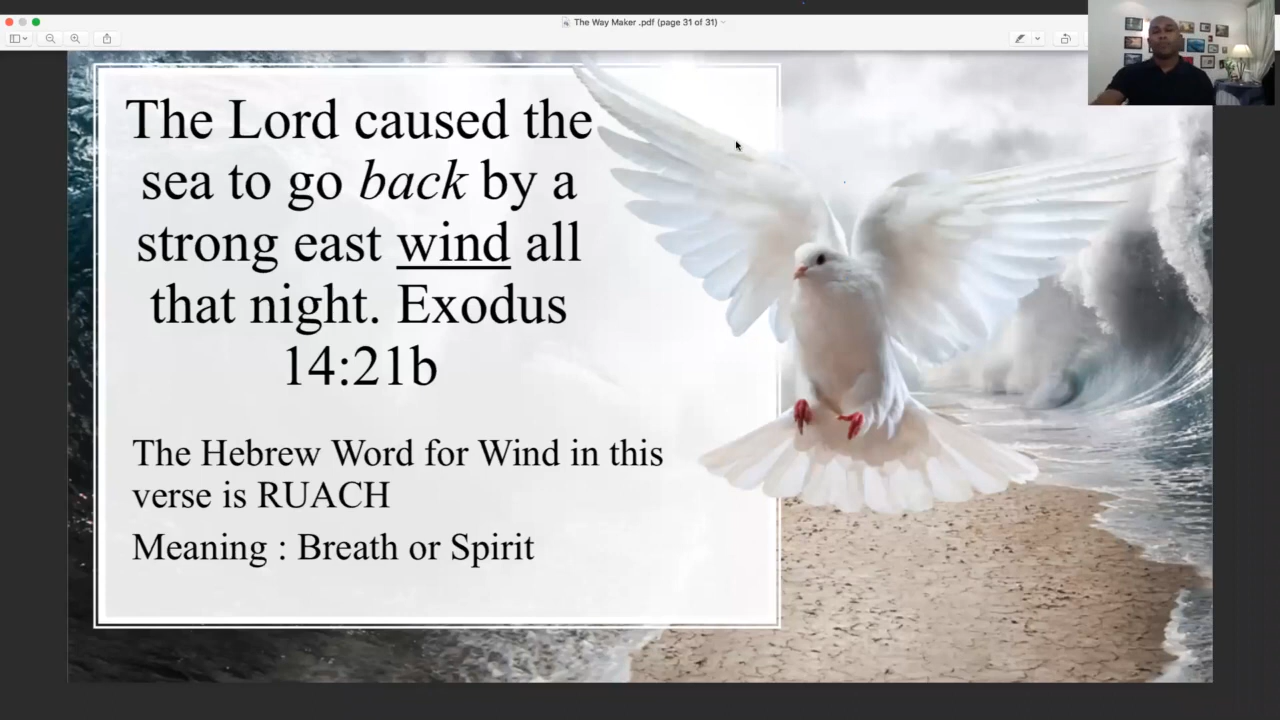 The Way Maker .pdf (page 31 of 31)
The Lord caused the
sea to go back by a
strong east wind all
that night. Exodus
14:21b
The Hebrew Word for Wind in this
verse is RUACH
Meaning : Breath or Spirit